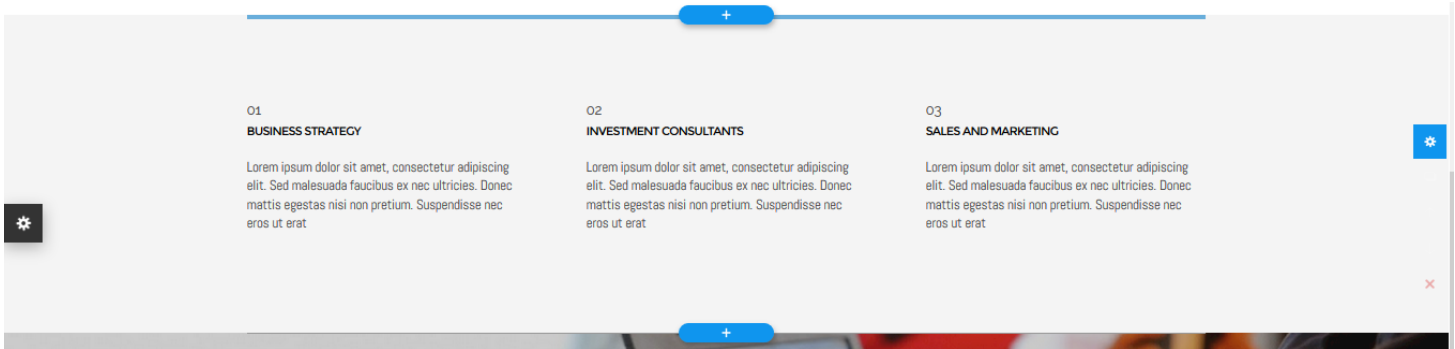 01
BUSINESS STRATEGY
Lorem ipsum dolor sit amet, consectetur adipiscing
elit. Sed malesuada faucibus ex nec ultricies. Donec
mattis egestas nisi non pretium. Suspendisse nec
eros ut erat
02
INVESTMENT CONSULTANTS
Lorem ipsum dolor sit amet, consectetur adipiscing
elit. Sed malesuada faucibus ex nec ultricies. Donec
mattis egestas nisi non pretium. Suspendisse nec
eros ut erat
03
SALES AND MARKETING
Lorem ipsum dolor sit amet, consectetur adipiscing
elit. Sed malesuada faucibus ex nec ultricies. Donec
mattis egestas nisi non pretium. Suspendisse nec
eros ut erat